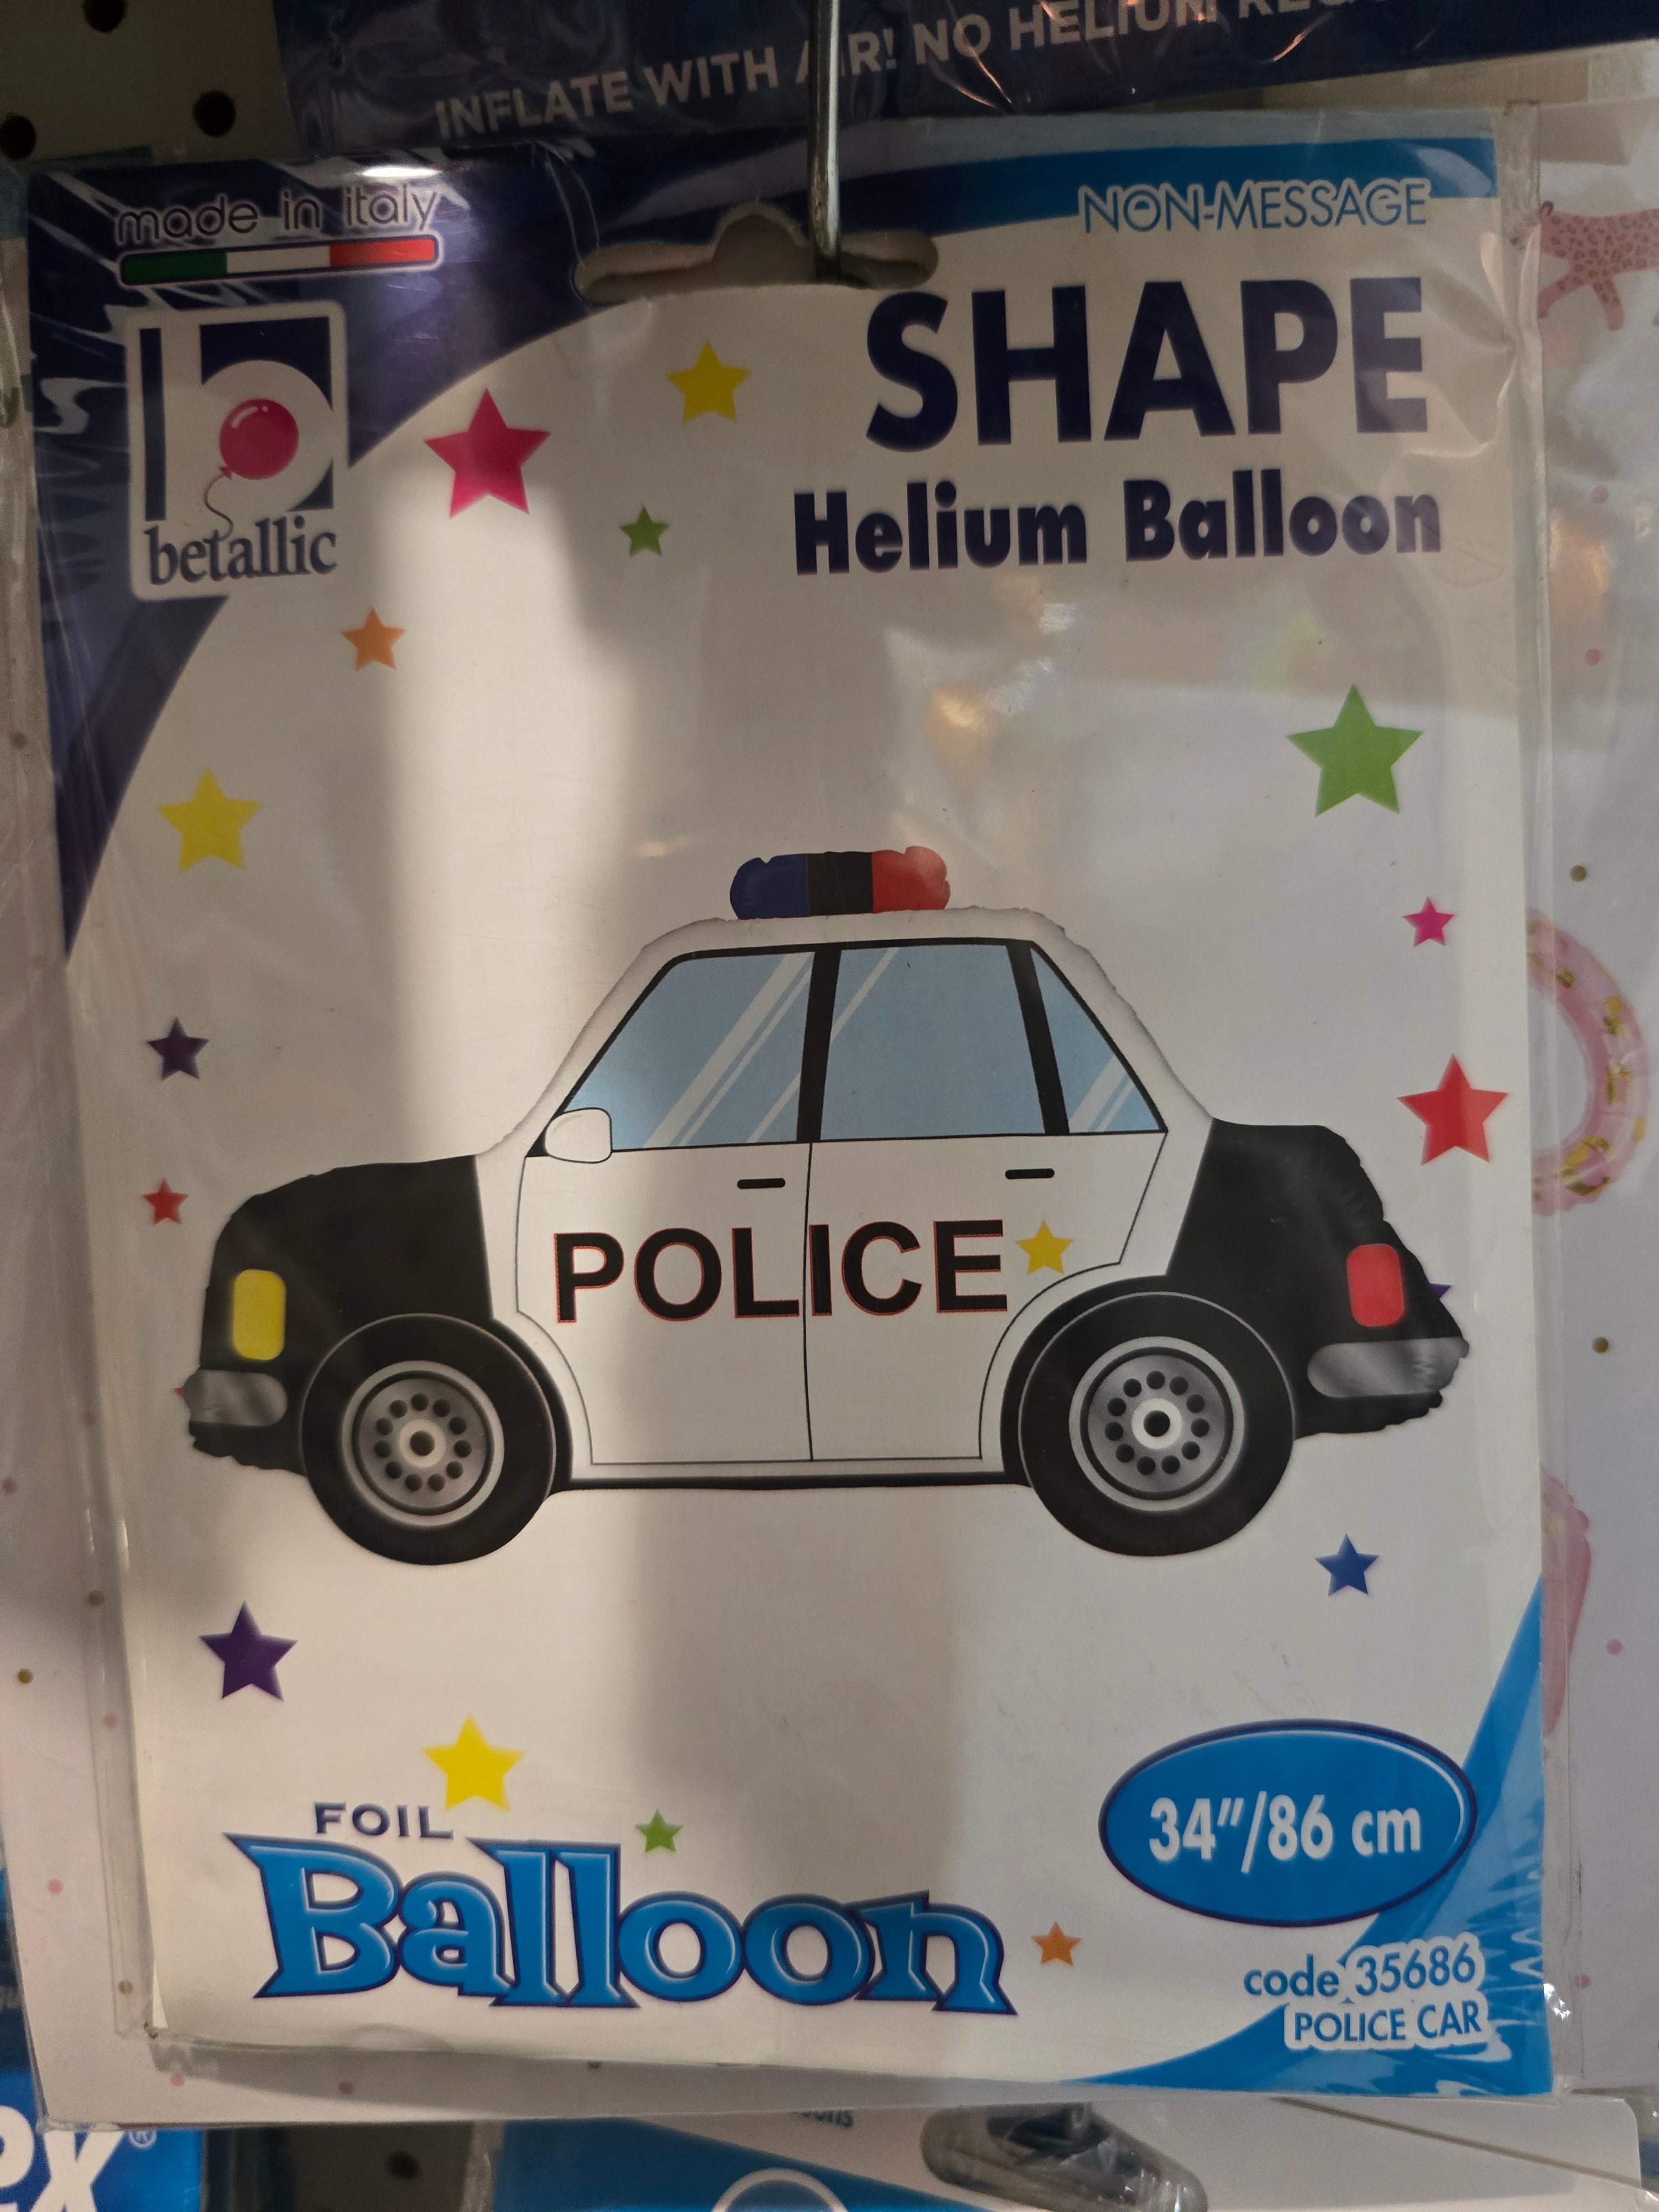 INFLATE WITH AIR! NO HELIUM
made in italy
NON-MESSAGE
betallic
SHAPE
Helium Balloon
POLICE
FOIL
Balloon
34"/86 cm
code 35686
POLICE CAR